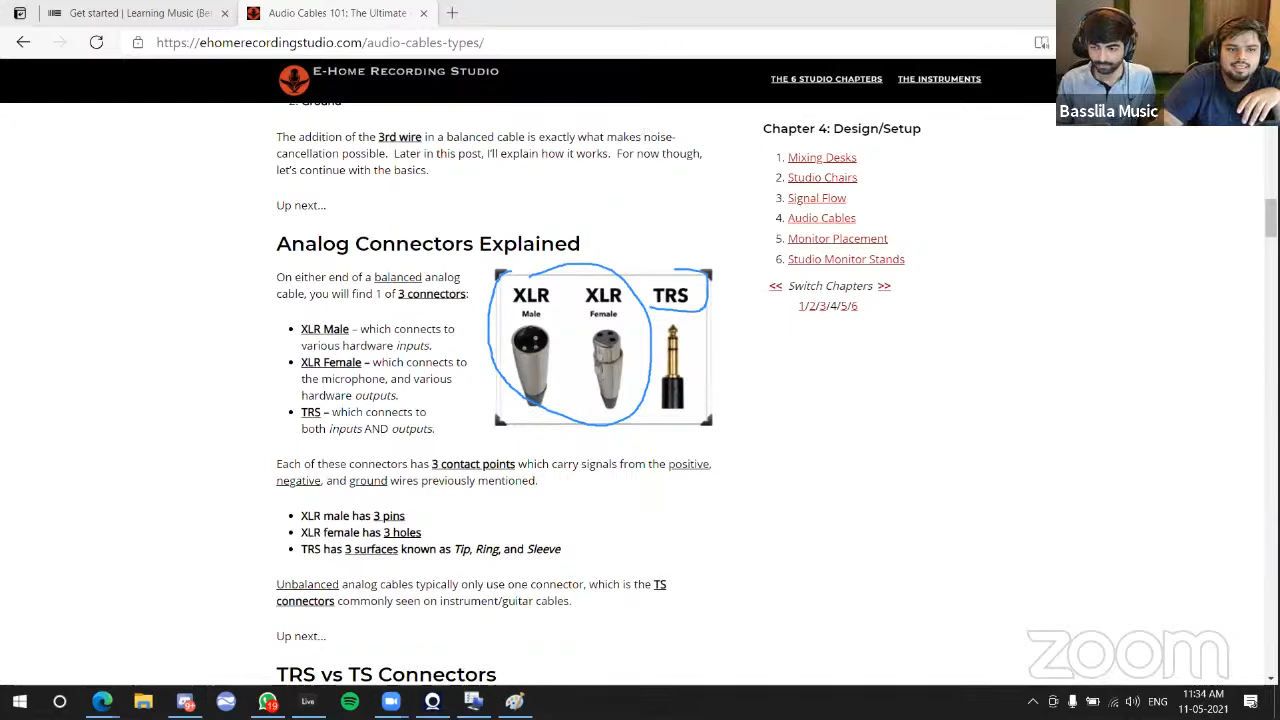 Started making Music (Be
Audio Cables 101: The Ultimate
https://ehomerecordingstudio.com/audio-cables-types/
E-Home Recording Studio
THE 6 STUDIO CHAPTERS
THE INSTRUMENTS
Basslila Music
2. Ground
The addition of the 3rd wire in a balanced cable is exactly what makes noise-
cancellation possible. Later in this post, I'll explain how it works. For now though,
let's continue with the basics.
Up next...
Analog Connectors Explained
On either end of a balanced analog
cable, you will find 1 of 3 connectors:
• XLR Male – which connects to
various hardware inputs.
• XLR Female – which connects to
the microphone, and various
hardware outputs.
• TRS – which connects to
both inputs AND outputs.
XLR
Male
XLR
Female
TRS
Each of these connectors has 3 contact points which carry signals from the positive,
negative, and ground wires previously mentioned.
• XLR male has 3 pins
• XLR female has 3 holes
• TRS has 3 surfaces known as Tip, Ring, and Sleeve
Unbalanced analog cables typically only use one connector, which is the TS
connectors commonly seen on instrument/guitar cables.
Up next...
TRS vs TS Connectors
Chapter 4: Design/Setup
1. Mixing Desks
2. Studio Chairs
3. Signal Flow
4. Audio Cables
5. Monitor Placement
6. Studio Monitor Stands
<< Switch Chapters >>
1/2/3/4/5/6
zoom
9+
19
Live
ENG
11:34 AM
11-05-2021